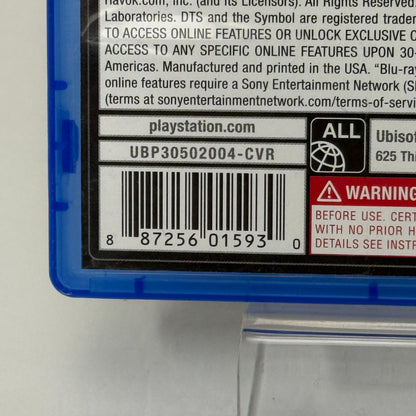 Havok.com, Inc. (and its Licensors). All Rights Reserved.
Laboratories. DTS and the Symbol are registered trade
TO ACCESS ONLINE FEATURES OR UNLOCK EXCLUSIVE C
ACCESS TO ANY SPECIFIC ONLINE FEATURES UPON 30-
Americas. Manufactured and printed in the USA. “Blu-ray
online features require a Sony Entertainment Network (S
(terms at sonyentertainmentnetwork.com/terms-of-servi
playstation.com
UBP30502004-CVR
8 87256 01593 0
ALL
Ubisof
625 Thi
WARNING
BEFORE USE. CERT
WITH NO PRIOR H
DETAILS SEE INSTR